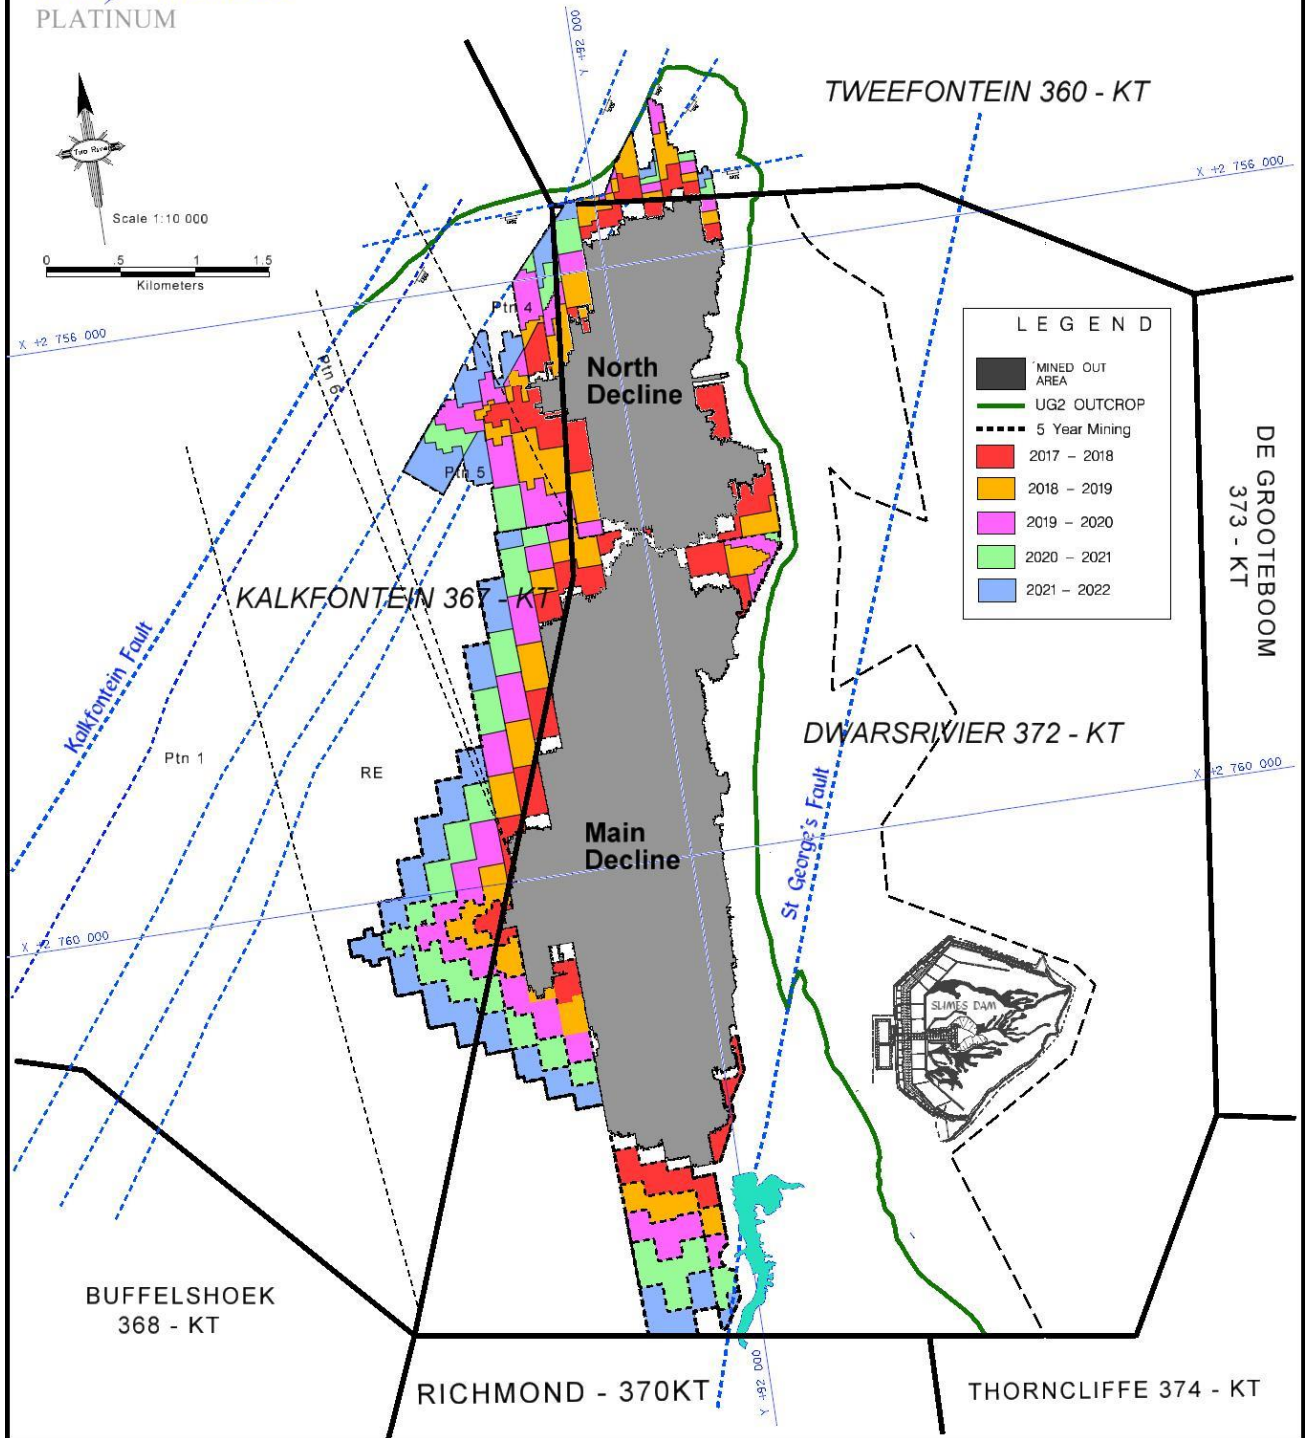 PLATINUM
Y +92 000
TWEEFONTEIN 360 - KT
Two Rivers
X +2 756 000
Scale 1:10 000
0 .5 1 1.5
Kilometers
Ptn 4
X +2 756 000
LEGEND
MINED OUT
AREA
UG2 OUTCROP
5 Year Mining
2017 - 2018
2018 - 2019
2019 - 2020
2020 - 2021
2021 - 2022
Ptn 6
North
Decline
DE GROOTEBOOM
373 - KT
Ptn 5
KALKFONTEIN 367 - KT
Kalkfontein Fault
DWARSRIVIER 372 - KT
Ptn 1
RE
X +2 760 000
St George's Fault
Main
Decline
X +2 760 000
SLIMES DAM
BUFFELSHOEK
368 - KT
RICHMOND - 370KT
Y +92 000
THORNCLIFFE 374 - KT